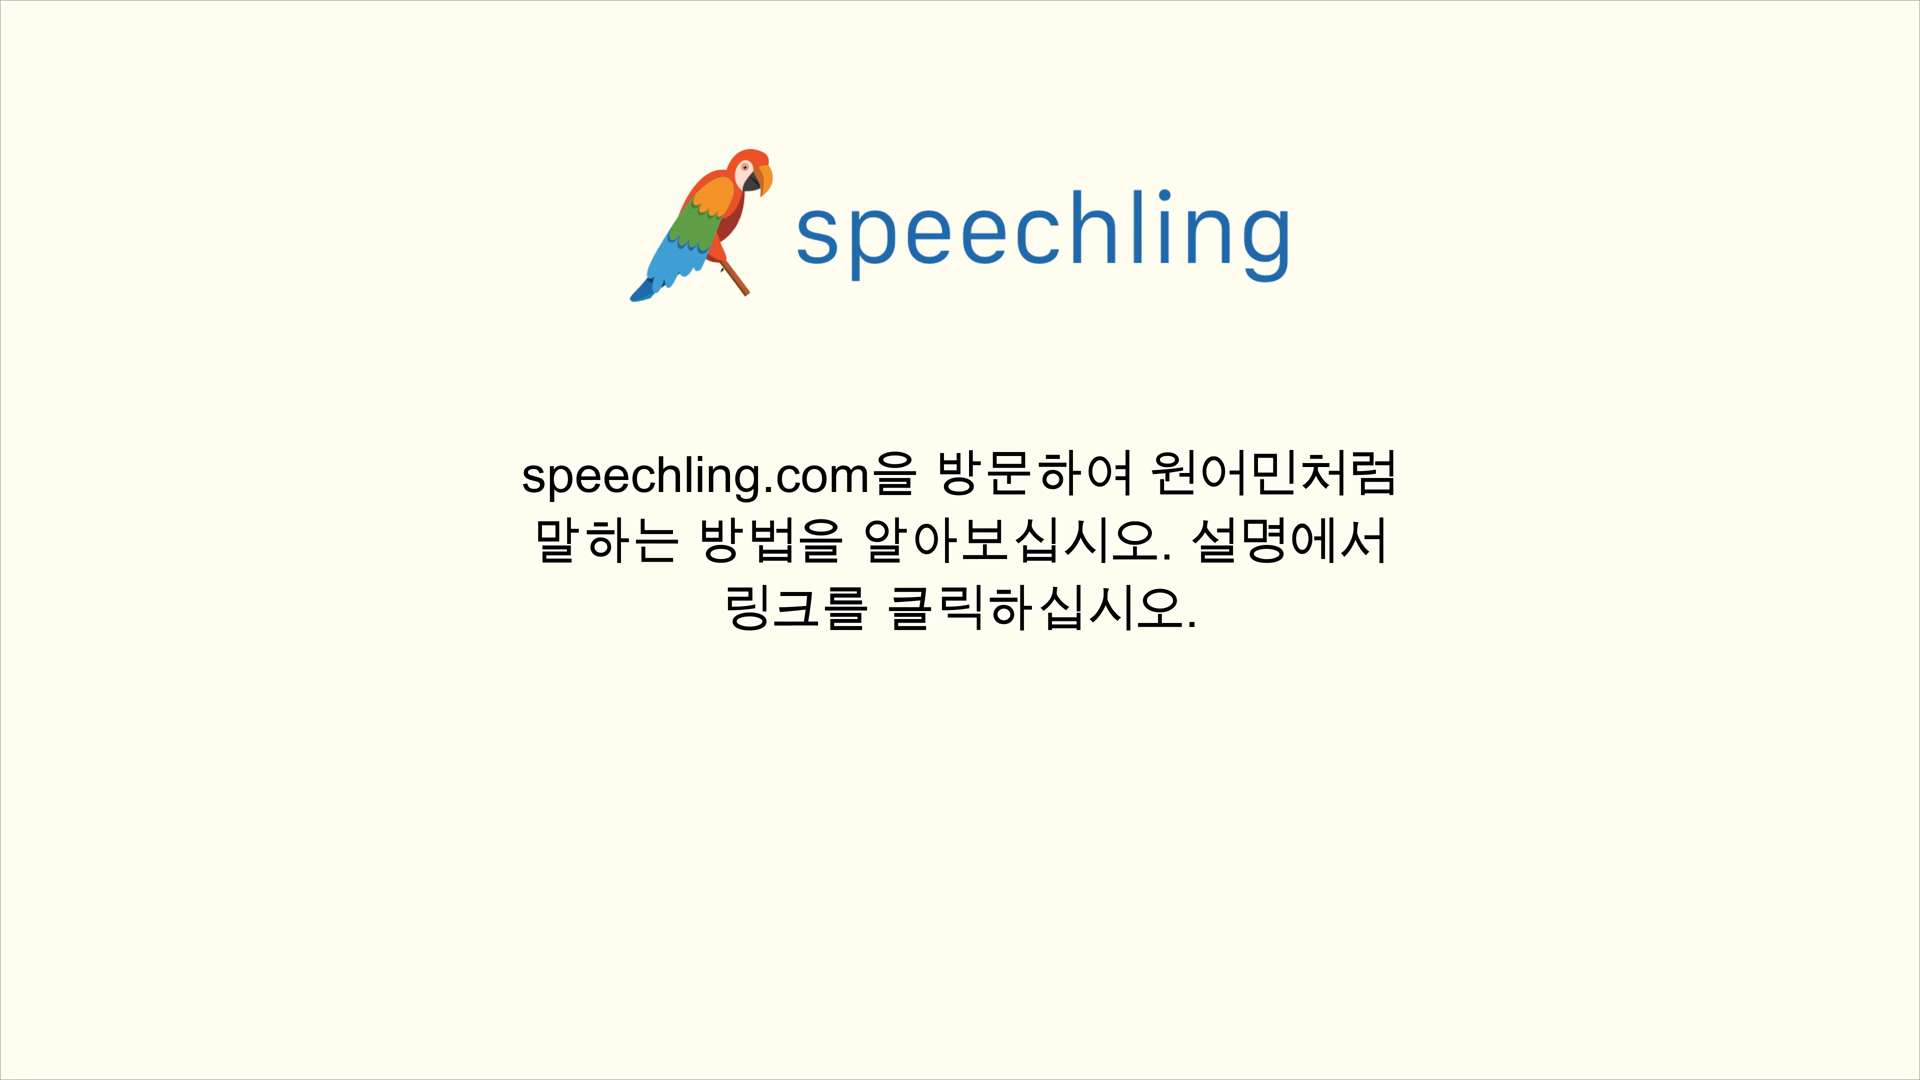 speechling
speechling.com을 방문하여 원어민처럼
말하는 방법을 알아보십시오. 설명에서
링크를 클릭하십시오.